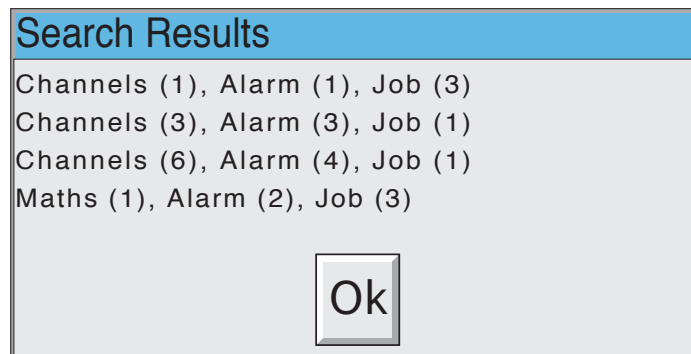 Search Results
Channels (1), Alarm (1), Job (3)
Channels (3), Alarm (3), Job (1)
Channels (6), Alarm (4), Job (1)
Maths (1), Alarm (2), Job (3)
Ok